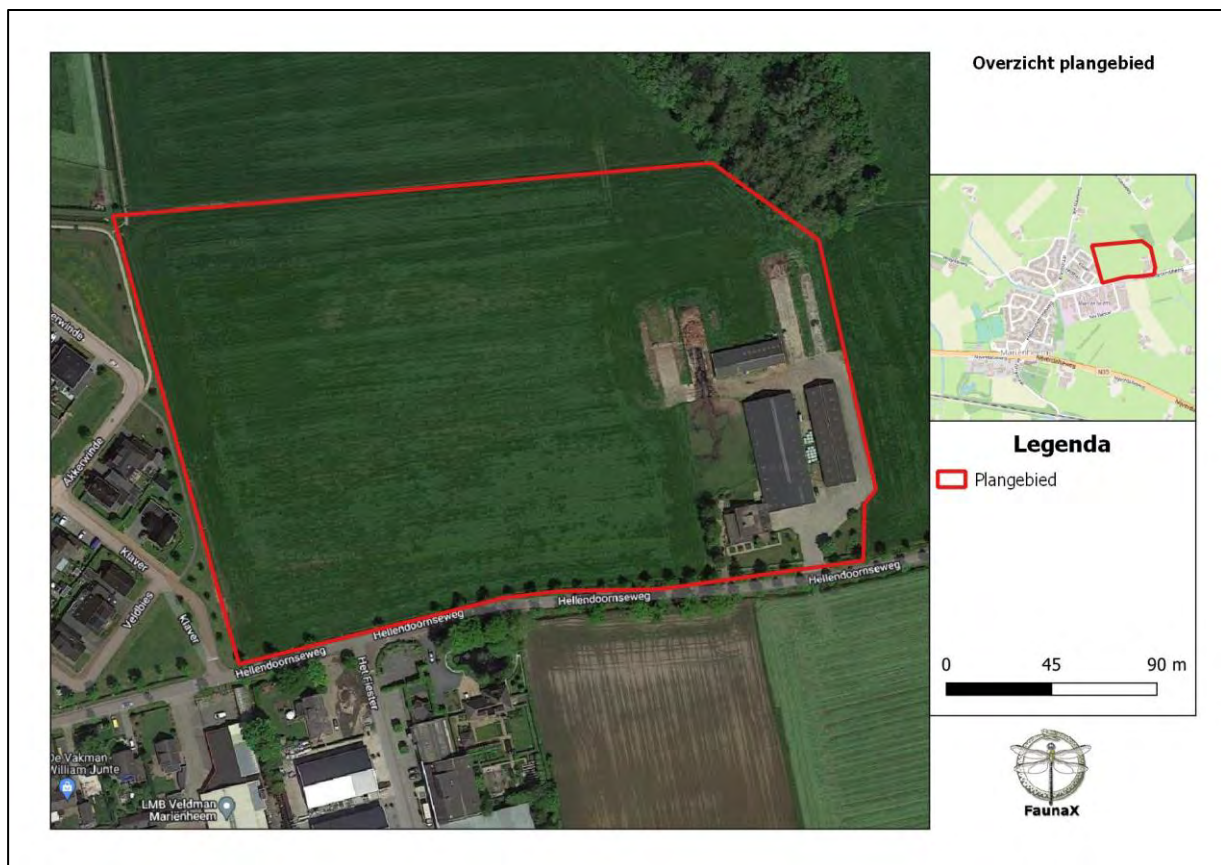 Overzicht plangebied
Akkerwinde
Klaver
Veldbies
Klaver
Hellendoornseweg
Hellendoornseweg
Hellendoornseweg
Hellendoornseweg
Het Fiester
De Vakman
William Junte
LMB Veldman
Marienheem
N35
Legenda
Plangebied
0 45 90 m
FaunaX